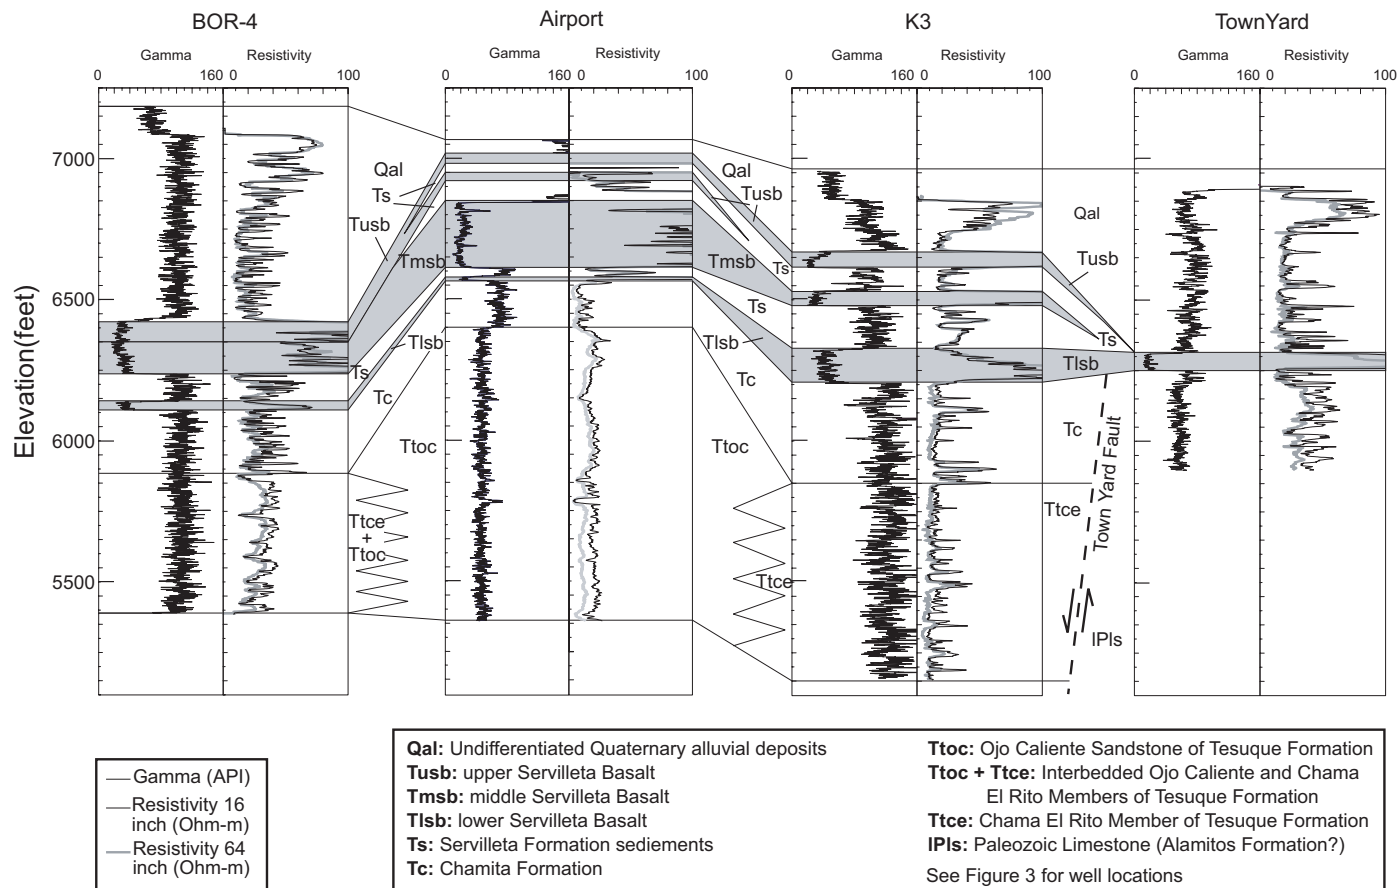 BOR-4
Airport
K3
TownYard
Gamma
Resistivity
Gamma
Resistivity
Gamma
Resistivity
Gamma
Resistivity
0
160
0
100
0
160
0
100
0
160
0
100
0
160
0
100
Elevation(feet)
7000
6500
6000
5500
Qal
Ts
Tusb
Tmsb
Tlsb
Ts
Tc
Ttoc
Ttce
+
Ttoc
Qal
Tusb
Ts
Tmsb
Ts
Tlsb
Tc
Ttoc
Ttce
Qal
Tusb
Ts
Tlsb
Tc
Ttce
Town Yard Fault
IPls
Gamma (API)
Resistivity 16
inch (Ohm-m)
Resistivity 64
inch (Ohm-m)
Qal: Undifferentiated Quaternary alluvial deposits
Tusb: upper Servilleta Basalt
Tmsb: middle Servilleta Basalt
Tlsb: lower Servilleta Basalt
Ts: Servilleta Formation sediements
Tc: Chamita Formation
Ttoc: Ojo Caliente Sandstone of Tesuque Formation
Ttoc + Ttce: Interbedded Ojo Caliente and Chama
El Rito Members of Tesuque Formation
Ttce: Chama El Rito Member of Tesuque Formation
IPls: Paleozoic Limestone (Alamitos Formation?)
See Figure 3 for well locations